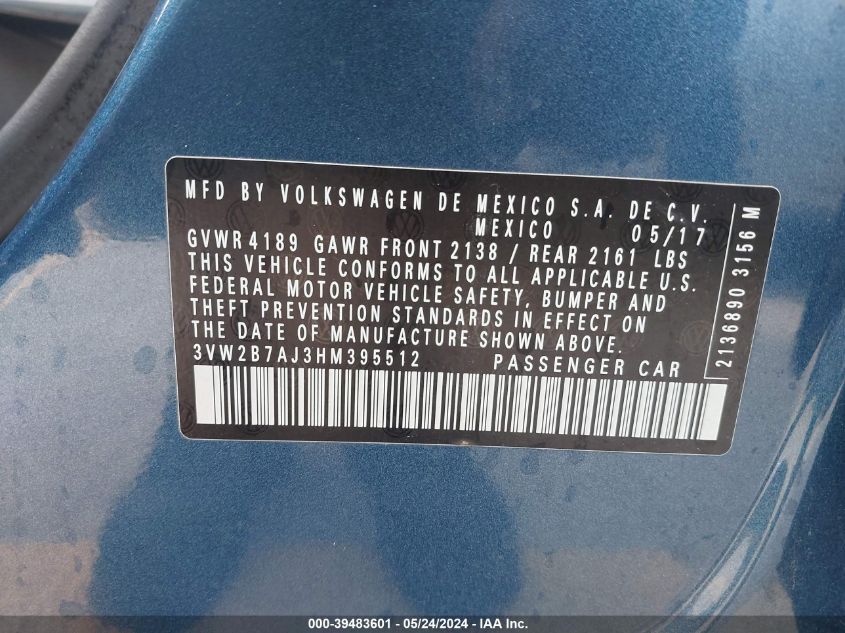 MFD BY VOLKSWAGEN DE MEXICO S.A. DE C.V.
MEXICO 05/17
GVWR 4189 GAWR FRONT 2138 / REAR 2161 LBS
THIS VEHICLE CONFORMS TO ALL APPLICABLE U.S.
FEDERAL MOTOR VEHICLE SAFETY, BUMPER AND
THEFT PREVENTION STANDARDS IN EFFECT ON
THE DATE OF MANUFACTURE SHOWN ABOVE.
3VW2B7AJ3HM395512 PASSENGER CAR
2136890 3156 M
000-39483601 - 05/24/2024 - IAA, Inc.